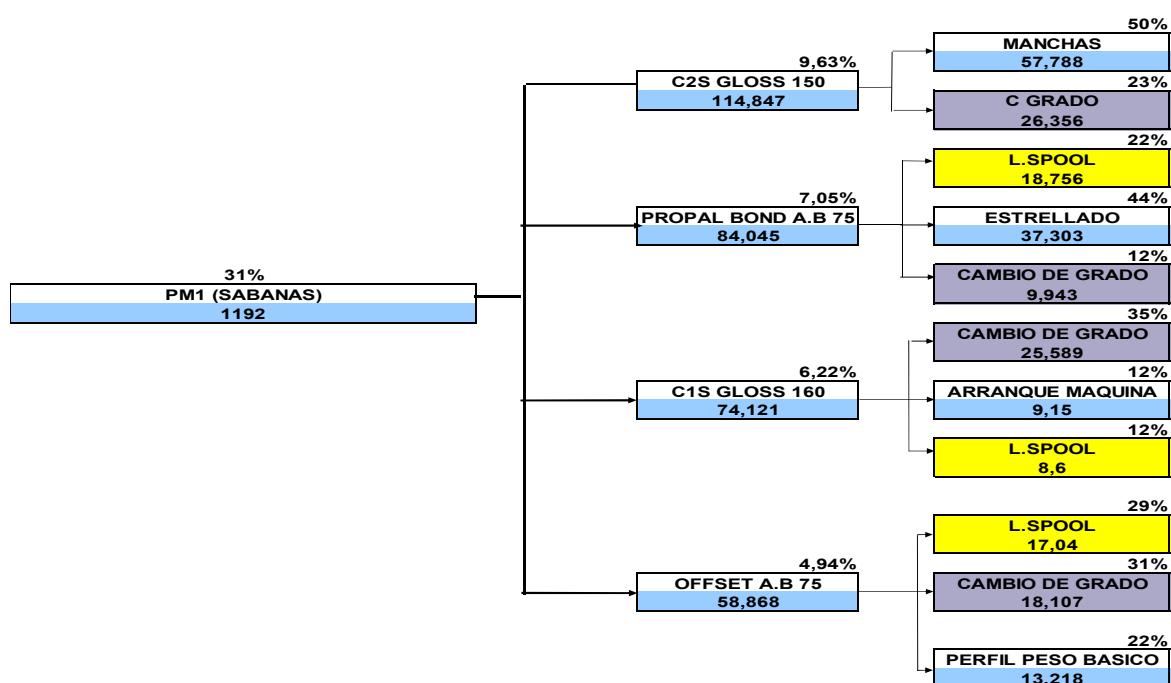 31%
PM1 (SABANAS)
1192
9,63%
C2S GLOSS 150
114,847
50%
MANCHAS
57,788
23%
C GRADO
26,356
7,05%
PROPAL BOND A.B 75
84,045
22%
L.SPOOL
18,756
44%
ESTRELLADO
37,303
12%
CAMBIO DE GRADO
9,943
6,22%
C1S GLOSS 160
74,121
35%
CAMBIO DE GRADO
25,589
12%
ARRANQUE MAQUINA
9,15
12%
L.SPOOL
8,6
4,94%
OFFSET A.B 75
58,868
29%
L.SPOOL
17,04
31%
CAMBIO DE GRADO
18,107
22%
PERFIL PESO BASICO
13,218